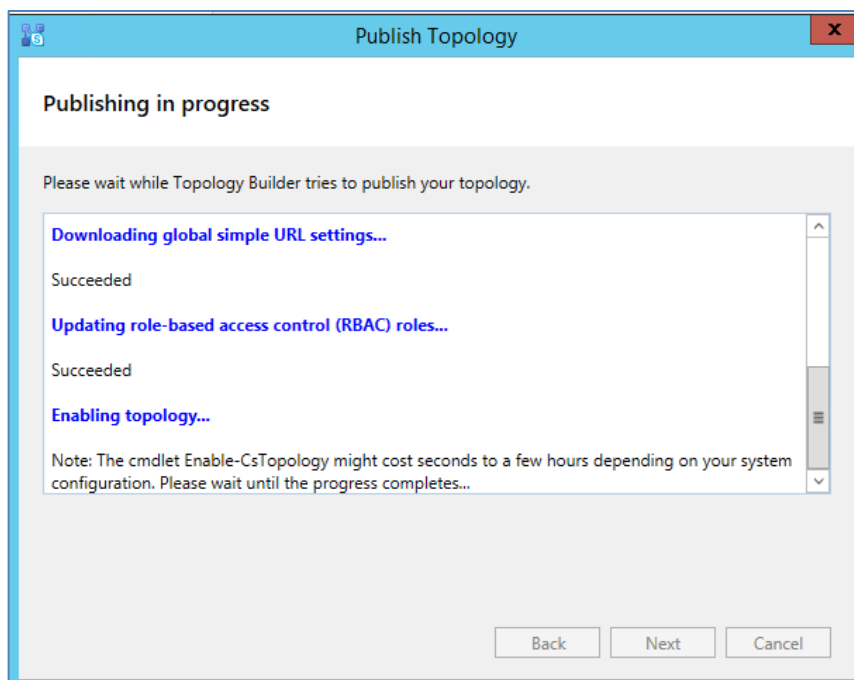 Publish Topology
x
Publishing in progress
Please wait while Topology Builder tries to publish your topology.
Downloading global simple URL settings...
Succeeded
Updating role-based access control (RBAC) roles...
Succeeded
Enabling topology...
Note: The cmdlet Enable-CsTopology might cost seconds to a few hours depending on your system
configuration. Please wait until the progress completes...
Back
Next
Cancel